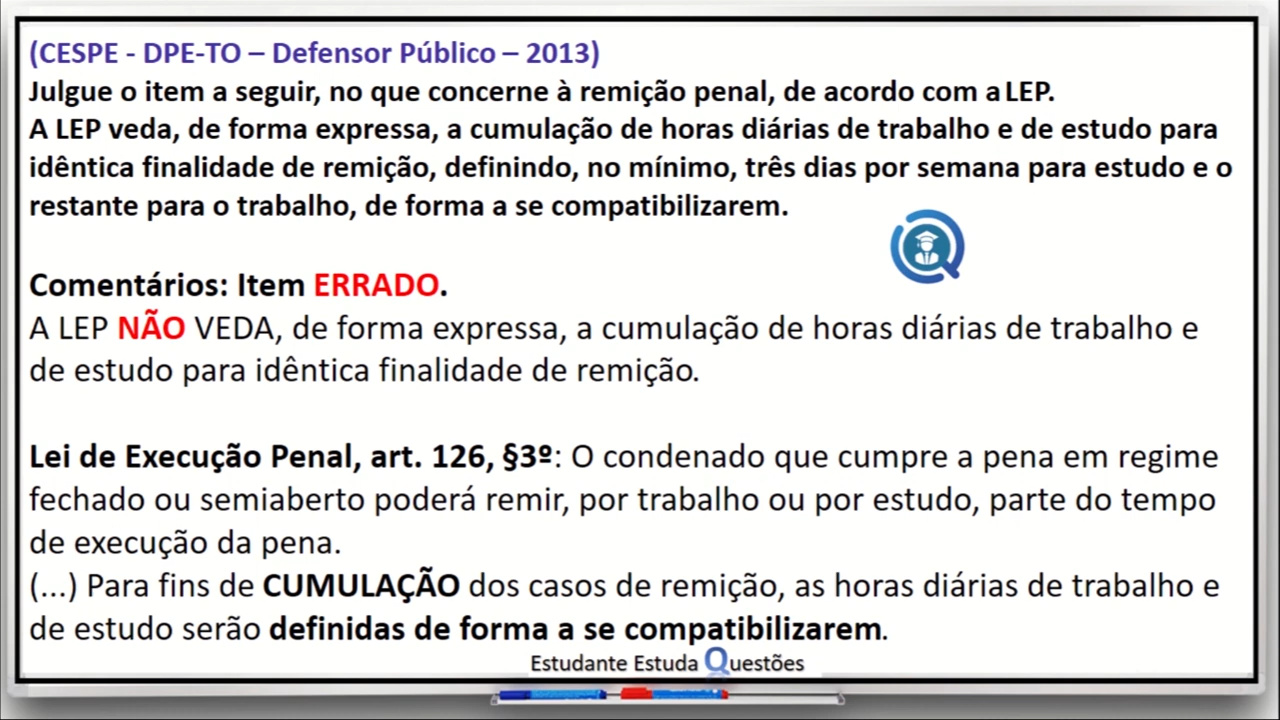 (CESPE - DPE-TO – Defensor Público – 2013)
Julgue o item a seguir, no que concerne à remição penal, de acordo com a LEP.
A LEP veda, de forma expressa, a cumulação de horas diárias de trabalho e de estudo para
idêntica finalidade de remição, definindo, no mínimo, três dias por semana para estudo e o
restante para o trabalho, de forma a se compatibilizarem.
Comentários: Item ERRADO.
A LEP NÃO VEDA, de forma expressa, a cumulação de horas diárias de trabalho e
de estudo para idêntica finalidade de remição.
Lei de Execução Penal, art. 126, §3º: O condenado que cumpre a pena em regime
fechado ou semiaberto poderá remir, por trabalho ou por estudo, parte do tempo
de execução da pena.
(...) Para fins de CUMULAÇÃO dos casos de remição, as horas diárias de trabalho e
de estudo serão definidas de forma a se compatibilizarem.
Estudante Estuda Questões